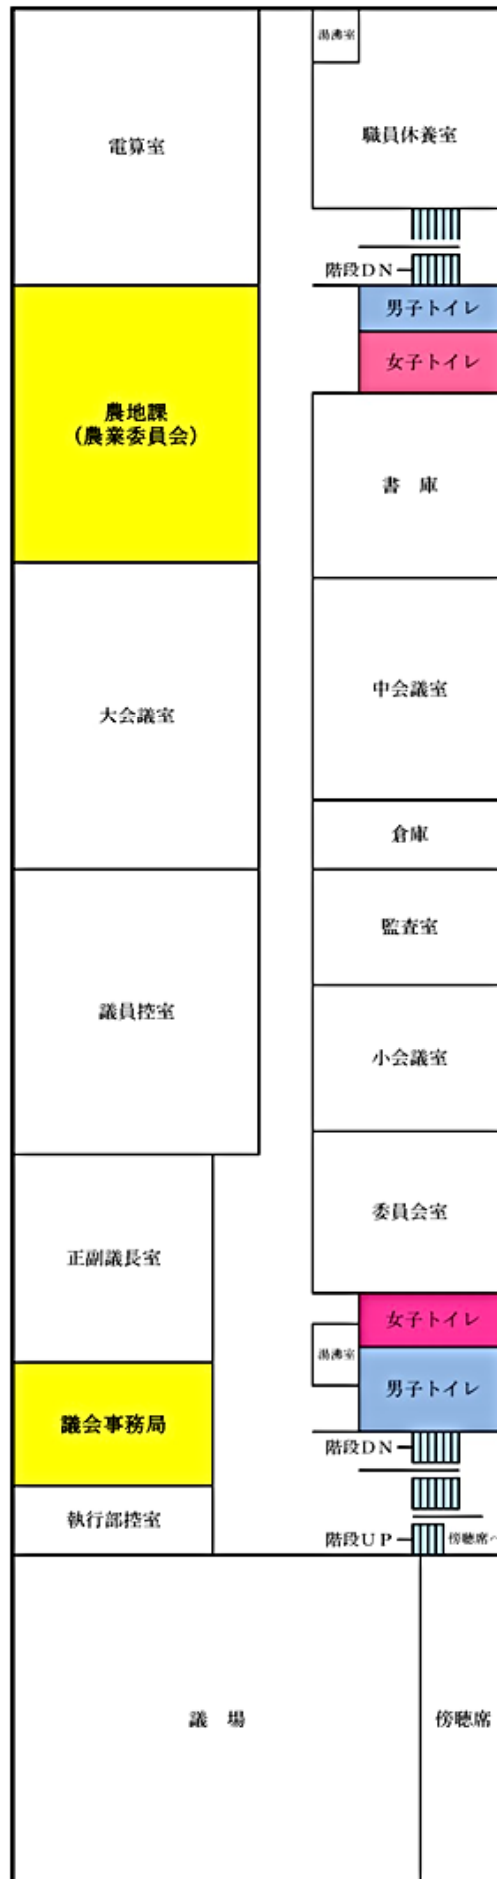 湯沸室
電算室
職員休養室
階段DN
男子トイレ
女子トイレ
農地課
（農業委員会）
書　庫
中会議室
大会議室
倉庫
監査室
議員控室
小会議室
委員会室
正副議長室
女子トイレ
湯沸室
男子トイレ
議会事務局
階段DN
執行部控室
階段UP
傍聴席へ
議　場
傍聴席